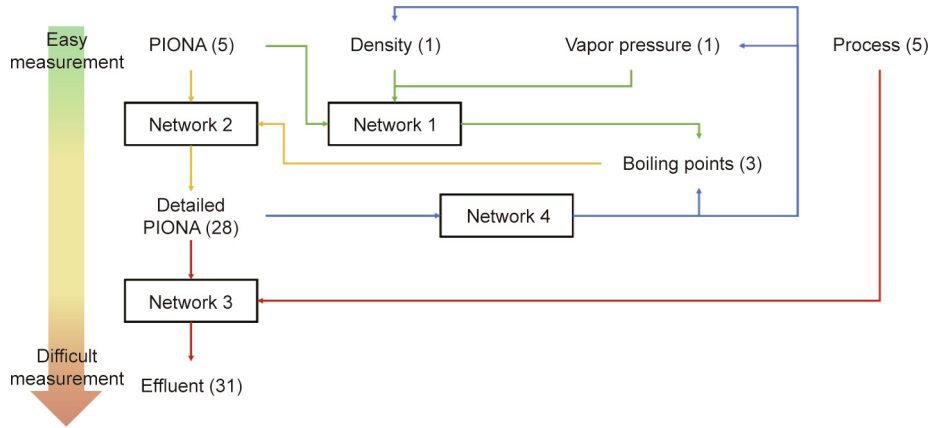 Easy
measurement
PIONA (5)
Density (1)
Vapor pressure (1)
Process (5)
Network 2
Network 1
Boiling points (3)
Detailed
PIONA (28)
Network 4
Network 3
Difficult
measurement
Effluent (31)